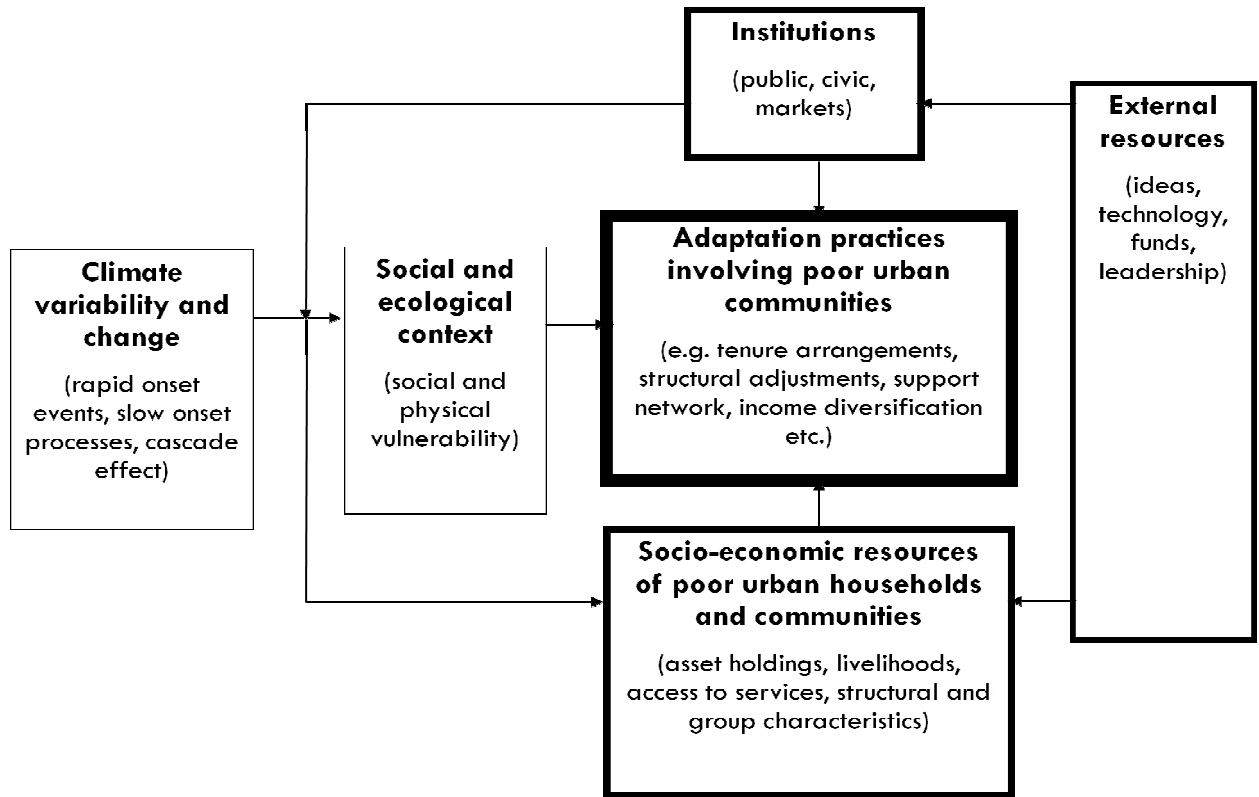 Institutions
(public, civic,
markets)
External
resources
(ideas,
technology,
funds,
leadership)
Climate
variability and
change
(rapid onset
events, slow onset
processes, cascade
effect)
Social and
ecological
context
(social and
physical
vulnerability)
Adaptation practices
involving poor urban
communities
(e.g. tenure arrangements,
structural adjustments, support
network, income diversification
etc.)
Socio-economic resources
of poor urban households
and communities
(asset holdings, livelihoods,
access to services, structural and
group characteristics)